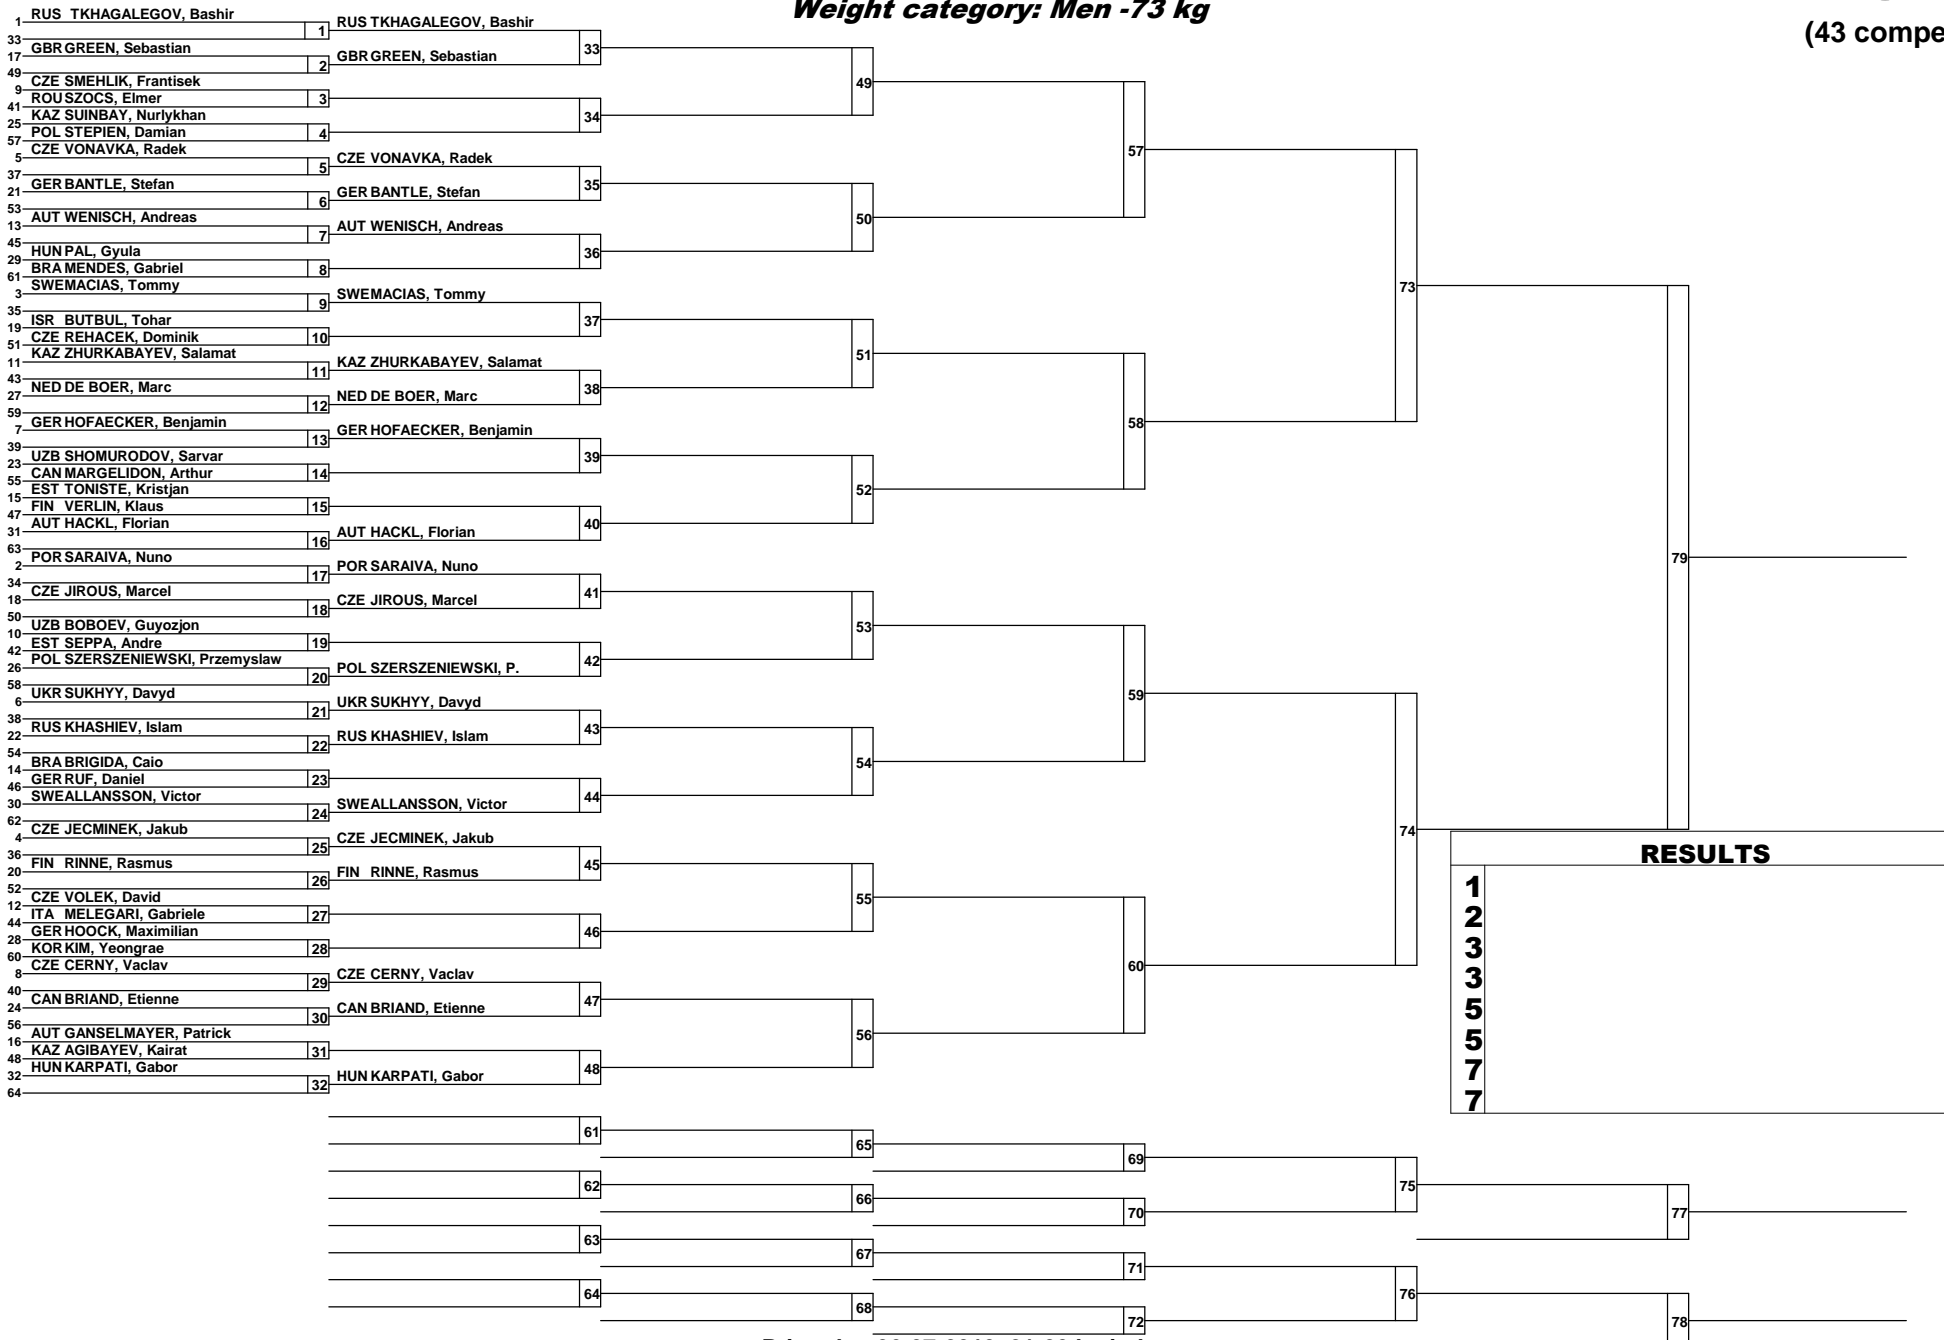 Weight category: Men -73 kg
(43 compe
1 RUS TKHAGALEGOV, Bashir
33
17 GBR GREEN, Sebastian
49
9 CZE SMEHLIK, Frantisek
41 ROU SZOCS, Elmer
25 KAZ SUINBAY, Nurlykhan
57 POL STEPIEN, Damian
5 CZE VONAVKA, Radek
37
21 GER BANTLE, Stefan
53
13 AUT WENISCH, Andreas
45
29 HUN PAL, Gyula
61 BRA MENDES, Gabriel
3 SWE MACIAS, Tommy
35
19 ISR BUTBUL, Tohar
51 CZE REHACEK, Dominik
11 KAZ ZHURKABAYEV, Salamat
43
27 NED DE BOER, Marc
59
7 GER HOFAECKER, Benjamin
39
23 UZB SHOMURODOV, Sarvar
55 CAN MARGELIDON, Arthur
15 EST TONISTE, Kristjan
47 FIN VERLIN, Klaus
31 AUT HACKL, Florian
63
2 POR SARAIVA, Nuno
34
18 CZE JIROUS, Marcel
50
10 UZB BOBOEV, Guyozjon
42 EST SEPPA, Andre
26 POL SZERSZENIEWSKI, Przemyslaw
58
6 UKR SUKHYY, Davyd
38
22 RUS KHASHIEV, Islam
54
14 BRA BRIGIDA, Caio
46 GER RUF, Daniel
30 SWE ALLANSSON, Victor
62
4 CZE JECMINEK, Jakub
36
20 FIN RINNE, Rasmus
52
12 CZE VOLEK, David
44 ITA MELEGARI, Gabriele
28 GER HOOCK, Maximilian
60 KOR KIM, Yeongrae
8 CZE CERNY, Vaclav
40
24 CAN BRIAND, Etienne
56
16 AUT GANSELMAYER, Patrick
48 KAZ AGIBAYEV, Kairat
32 HUN KARPATI, Gabor
64
1 RUS TKHAGALEGOV, Bashir
2 GBR GREEN, Sebastian
3
4
5 CZE VONAVKA, Radek
6 GER BANTLE, Stefan
7 AUT WENISCH, Andreas
8
9 SWE MACIAS, Tommy
10
11 KAZ ZHURKABAYEV, Salamat
12 NED DE BOER, Marc
13 GER HOFAECKER, Benjamin
14
15
16 AUT HACKL, Florian
17 POR SARAIVA, Nuno
18 CZE JIROUS, Marcel
19
20 POL SZERSZENIEWSKI, P.
21 UKR SUKHYY, Davyd
22 RUS KHASHIEV, Islam
23
24 SWE ALLANSSON, Victor
25 CZE JECMINEK, Jakub
26 FIN RINNE, Rasmus
27
28
29 CZE CERNY, Vaclav
30 CAN BRIAND, Etienne
31
32 HUN KARPATI, Gabor
33
34
35
36
37
38
39
40
41
42
43
44
45
46
47
48
49
50
51
52
53
54
55
56
57
58
59
60
73
74
79
RESULTS
1
2
3
3
5
5
7
7
61
62
63
64
65
66
67
68
69
70
71
72
75
76
77
78